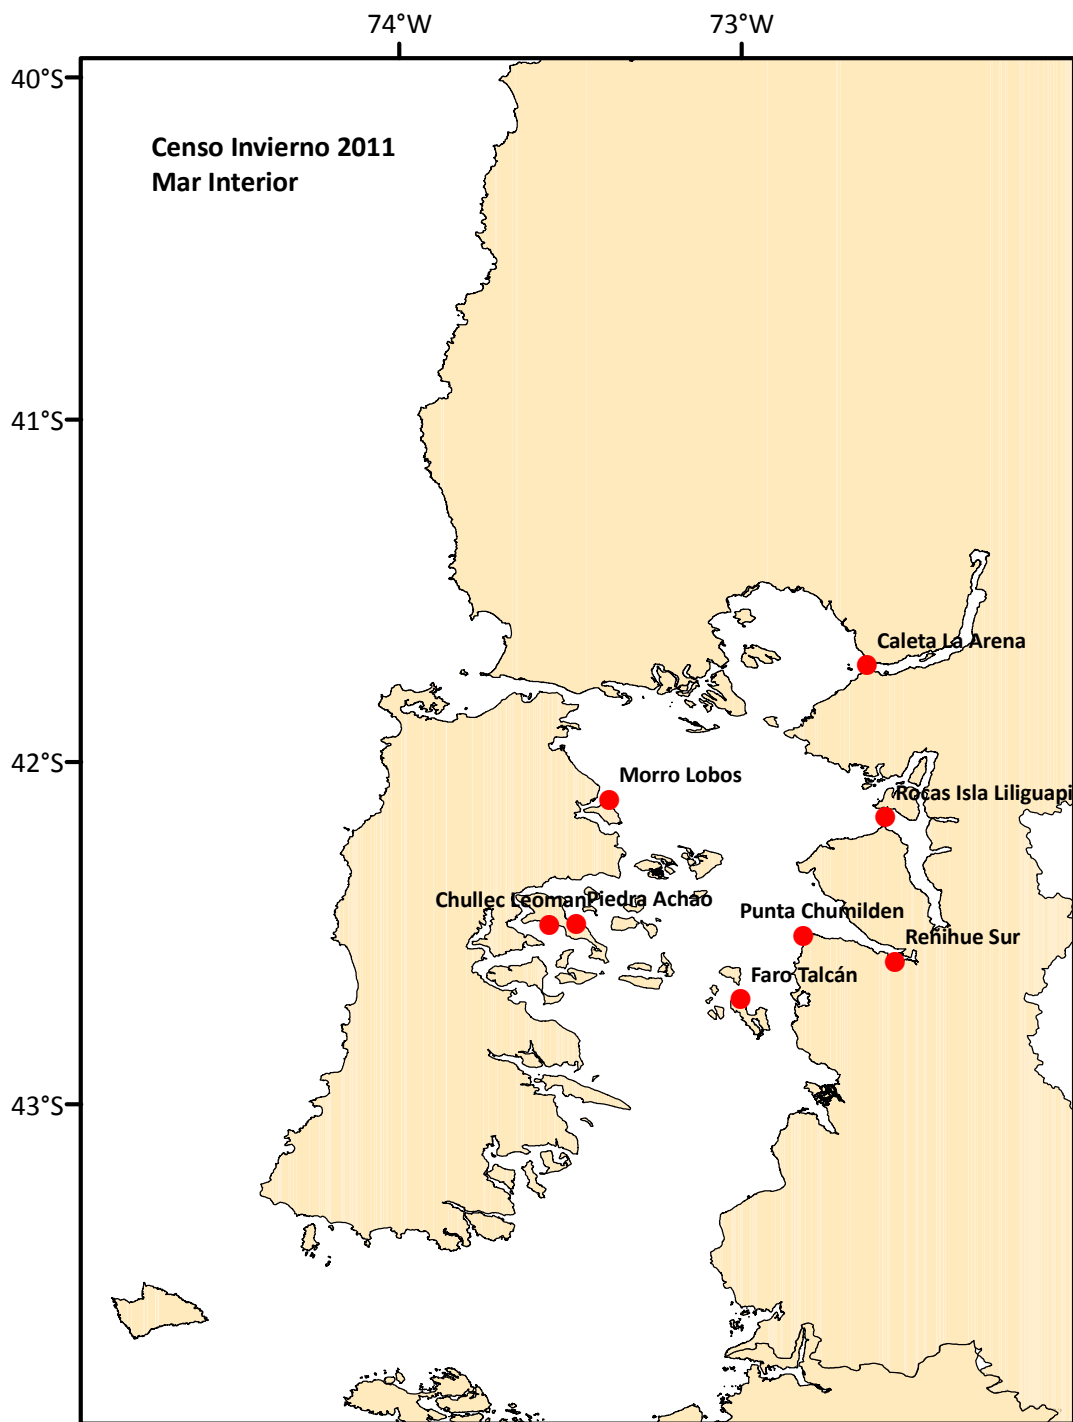 74°W 73°W
40°S
Censo Invierno 2011
Mar Interior
41°S
Caleta La Arena
42°S
Morro Lobos
Rocas Isla Liliguapi
Chullec Leoman
Piedra Achao
Punta Chumilden
Reñihue Sur
Faro Talcán
43°S